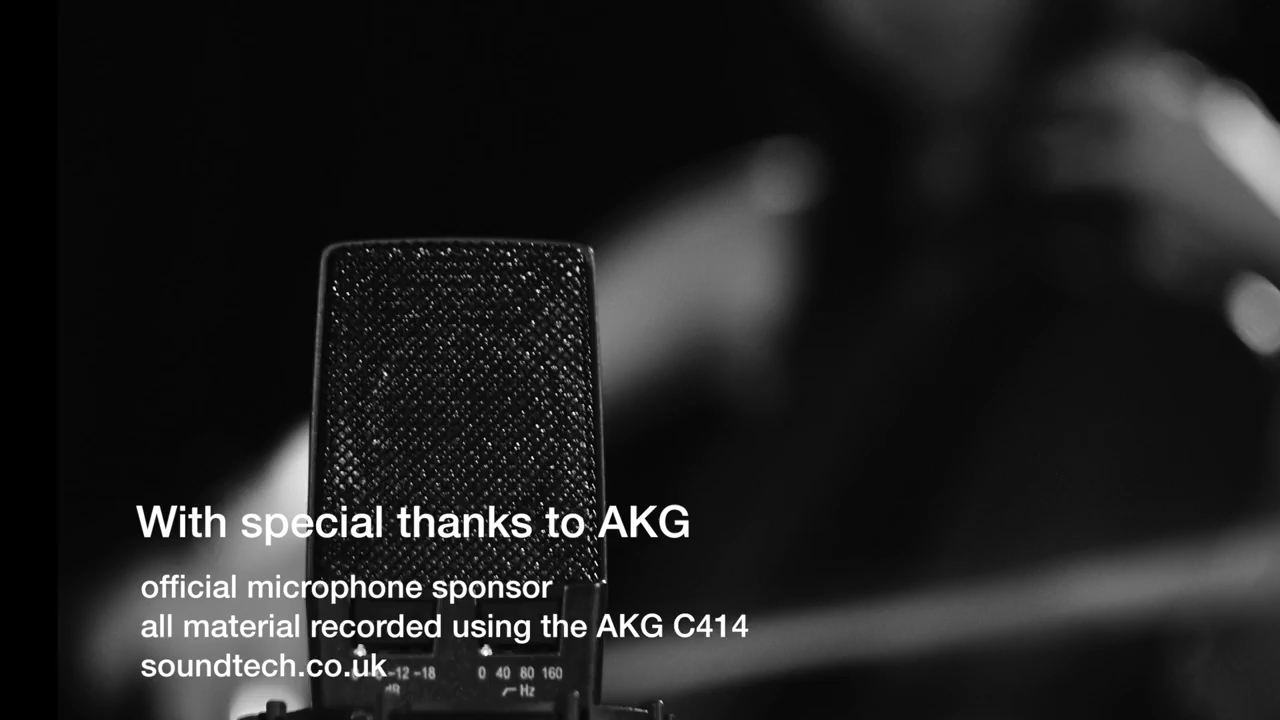 With special thanks to AKG
official microphone sponsor
all material recorded using the AKG C414
soundtech.co.uk
-12 -18
dB
0 40 80 160
Hz